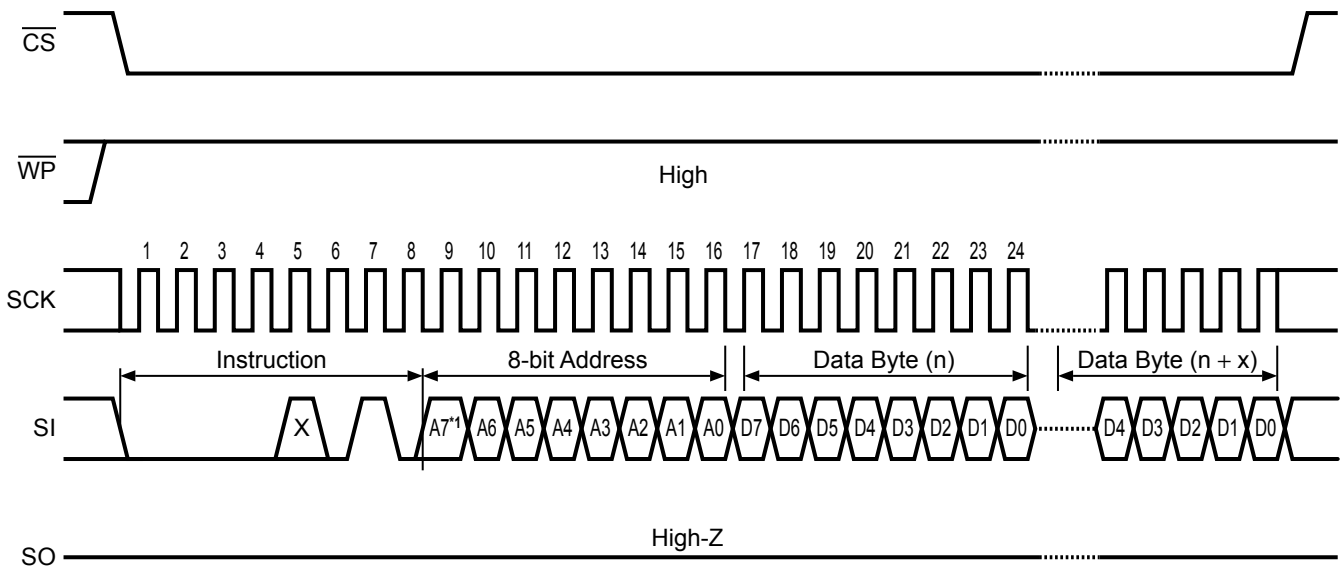 CS
WP
High
1 2 3 4 5 6 7 8 9 10 11 12 13 14 15 16 17 18 19 20 21 22 23 24
SCK
Instruction 8-bit Address Data Byte (n) Data Byte (n + x)
SI X A7*1 A6 A5 A4 A3 A2 A1 A0 D7 D6 D5 D4 D3 D2 D1 D0 D4 D3 D2 D1 D0
High-Z
SO